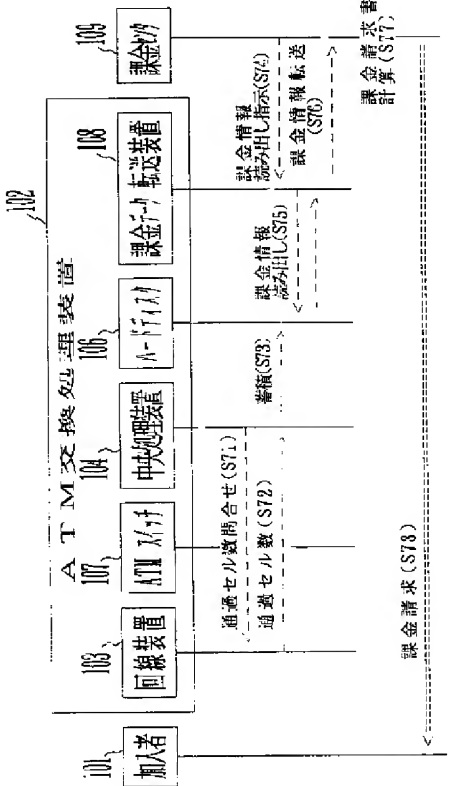 102
ATM交換処理装置
101
加入者
103
回線装置
107
ATMスイッチ
104
中央処理装置
106
ハードディスク
108
課金データ転送装置
109
課金センタ
通過セル数問合せ(S71)
通過セル数(S72)
蓄積(S73)
課金情報
読み出し指示(S74)
課金情報
読み出し(S75)
課金情報転送
(S76)
課金請求書
計算(S77)
課金請求(S78)